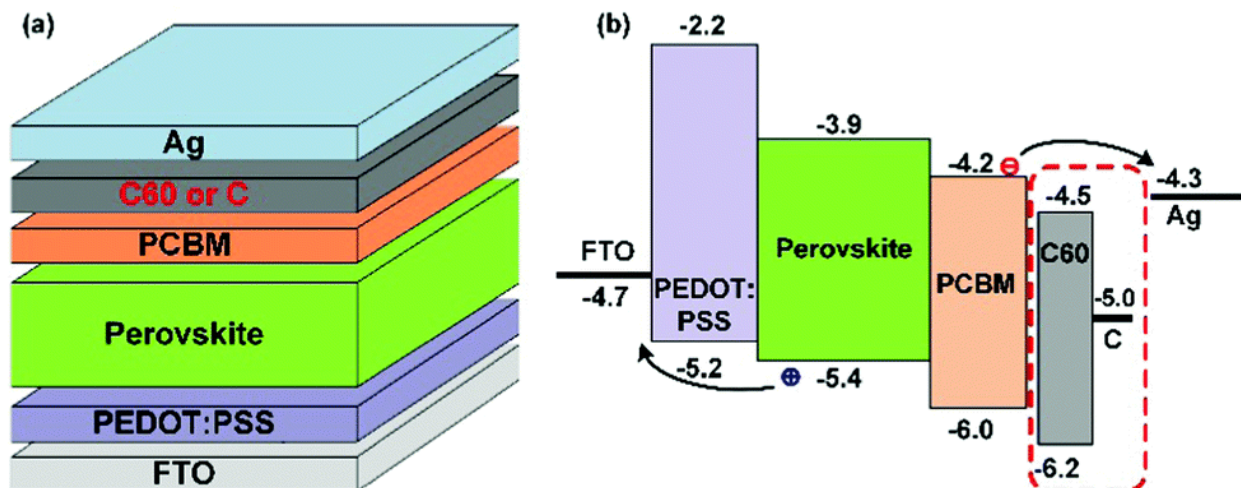 (a)
Ag
C60 or C
PCBM
Perovskite
PEDOT:PSS
FTO
(b)
-2.2
-3.9
-4.2
⊖
-4.3
Ag
-4.5
C60
FTO
-4.7
PEDOT:
PSS
Perovskite
PCBM
-5.0
C
-5.2
⊕
-5.4
-6.0
-6.2